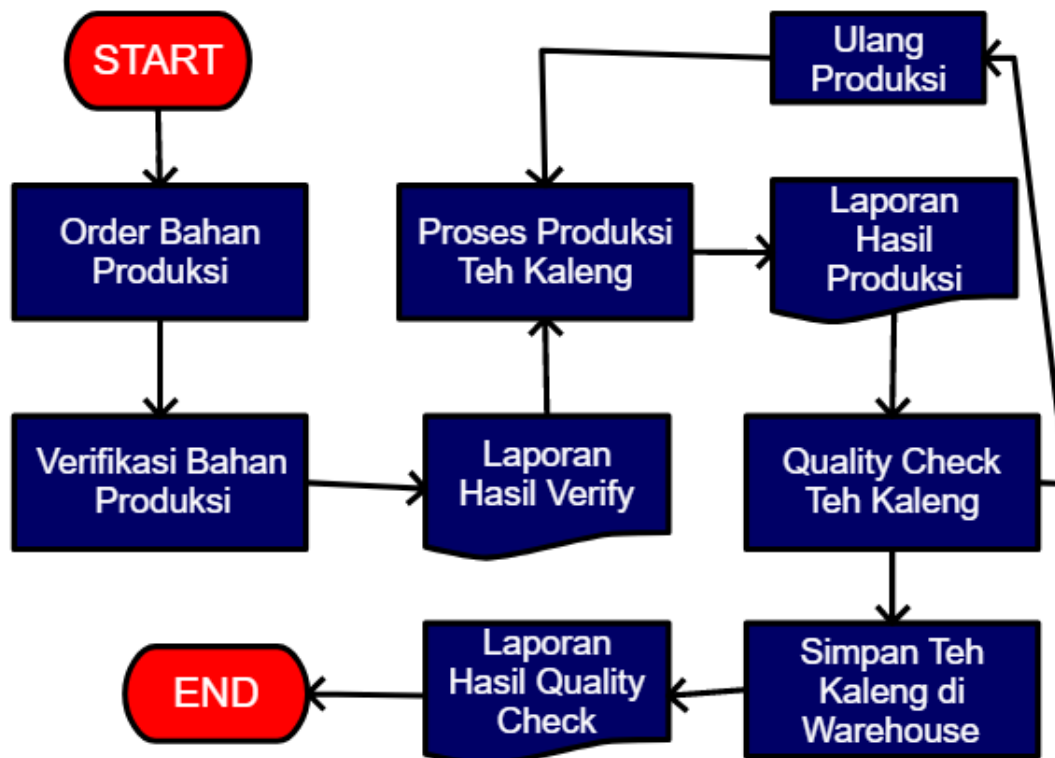 START
Order Bahan
Produksi
Verifikasi Bahan
Produksi
Laporan
Hasil Verify
Proses Produksi
Teh Kaleng
Laporan
Hasil
Produksi
Quality Check
Teh Kaleng
Ulang
Produksi
Simpan Teh
Kaleng di
Warehouse
Laporan
Hasil Quality
Check
END